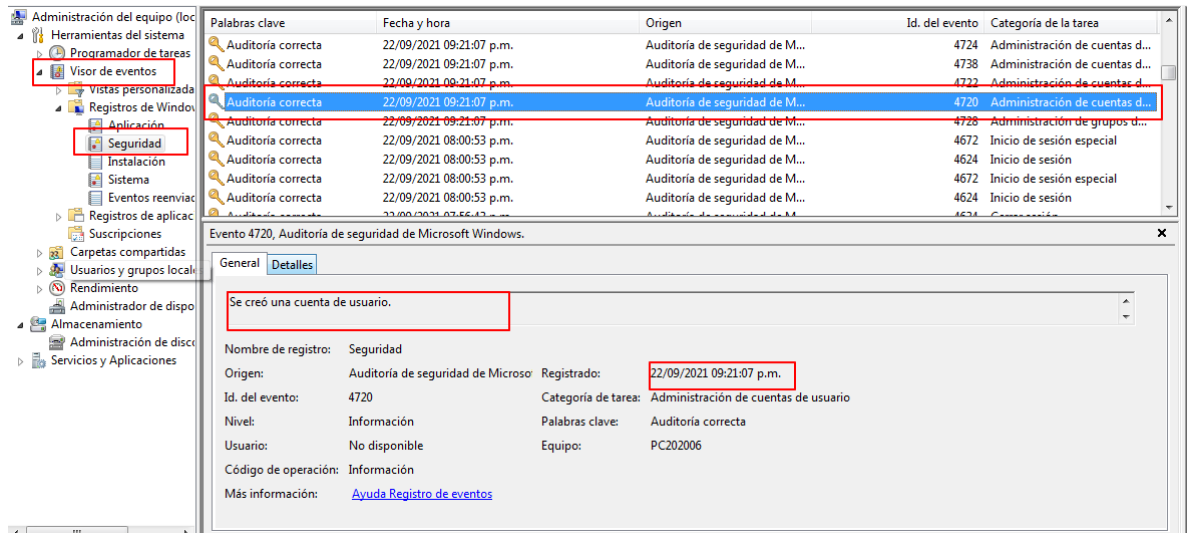 Administración del equipo (loc
Herramientas del sistema
Programador de tareas
Visor de eventos
Vistas personalizada
Registros de Window
Aplicación
Seguridad
Instalación
Sistema
Eventos reenviac
Registros de aplicac
Suscripciones
Carpetas compartidas
Usuarios y grupos locale
Rendimiento
Administrador de dispo
Almacenamiento
Administración de disco
Servicios y Aplicaciones
Palabras clave Fecha y hora Origen Id. del evento Categoría de la tarea
Auditoría correcta 22/09/2021 09:21:07 p.m. Auditoría de seguridad de M... 4724 Administración de cuentas d...
Auditoría correcta 22/09/2021 09:21:07 p.m. Auditoría de seguridad de M... 4738 Administración de cuentas d...
Auditoría correcta 22/09/2021 09:21:07 p.m. Auditoría de seguridad de M... 4722 Administración de cuentas d...
Auditoría correcta 22/09/2021 09:21:07 p.m. Auditoría de seguridad de M... 4720 Administración de cuentas d...
Auditoría correcta 22/09/2021 09:21:07 p.m. Auditoría de seguridad de M... 4728 Administración de grupos d...
Auditoría correcta 22/09/2021 08:00:53 p.m. Auditoría de seguridad de M... 4672 Inicio de sesión especial
Auditoría correcta 22/09/2021 08:00:53 p.m. Auditoría de seguridad de M... 4624 Inicio de sesión
Auditoría correcta 22/09/2021 08:00:53 p.m. Auditoría de seguridad de M... 4672 Inicio de sesión especial
Auditoría correcta 22/09/2021 08:00:53 p.m. Auditoría de seguridad de M... 4624 Inicio de sesión
Evento 4720, Auditoría de seguridad de Microsoft Windows.
General Detalles
Se creó una cuenta de usuario.
Nombre de registro: Seguridad
Origen: Auditoría de seguridad de Microso Registrado: 22/09/2021 09:21:07 p.m.
Id. del evento: 4720 Categoría de tarea: Administración de cuentas de usuario
Nivel: Información Palabras clave: Auditoría correcta
Usuario: No disponible Equipo: PC202006
Código de operación: Información
Más información: Ayuda Registro de eventos